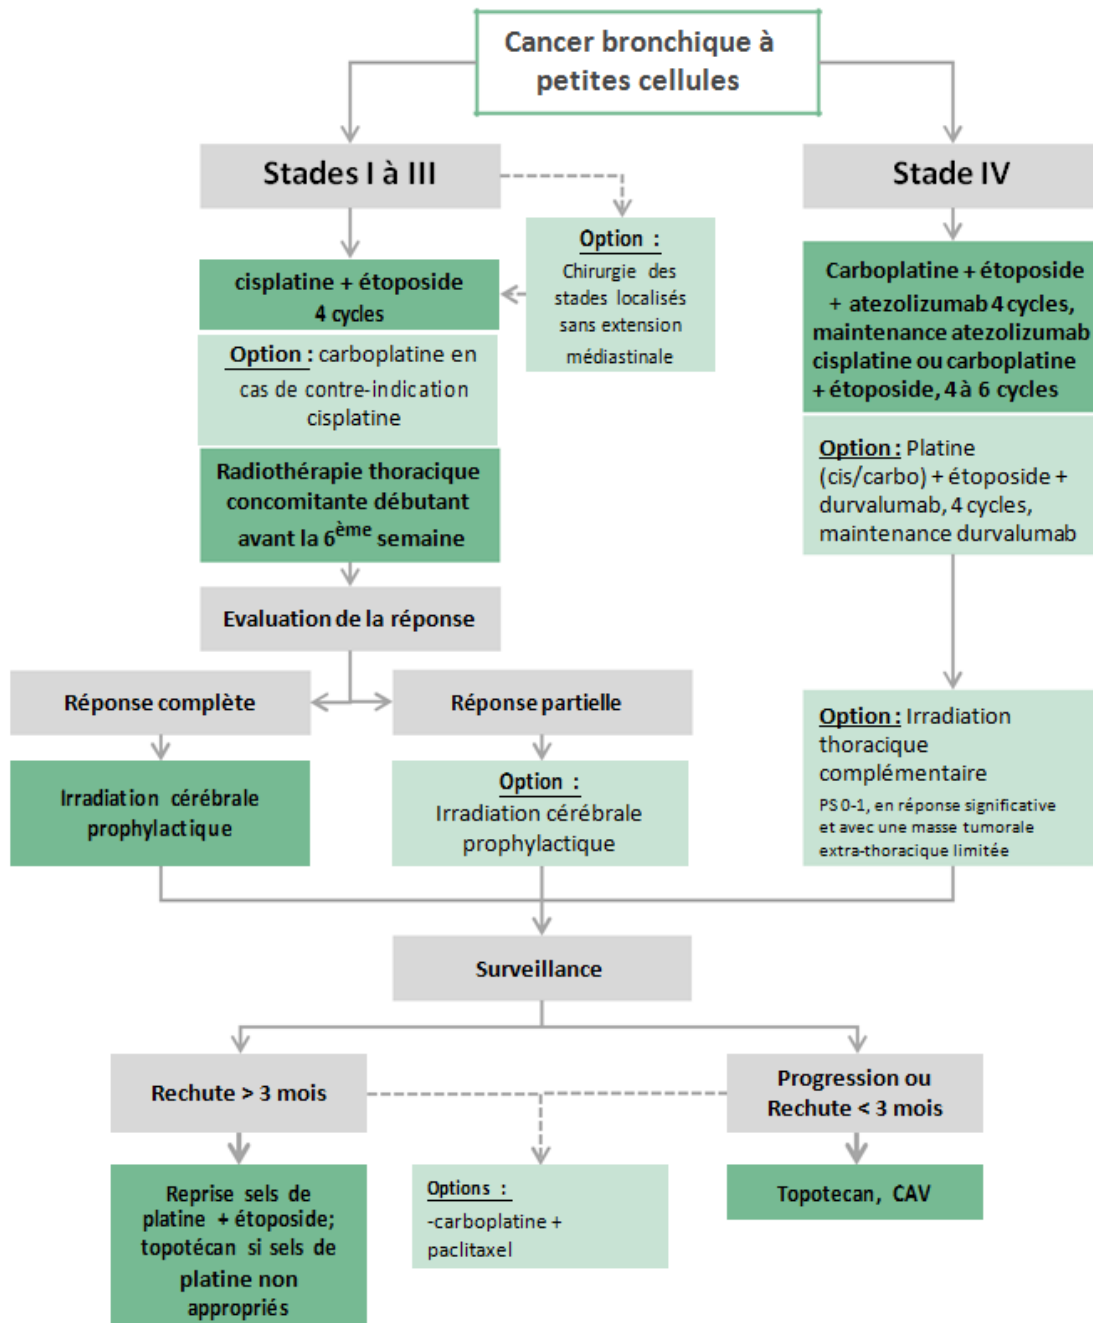 Cancer bronchique à
petites cellules
Stades I à III
Stade IV
Option :
Chirurgie des
stades localisés
sans extension
médiastinale
cisplatine + étoposide
4 cycles
Option : carboplatine en
cas de contre-indication
cisplatine
Radiothérapie thoracique
concomitante débutant
avant la 6ème semaine
Carboplatine + étoposide
+ atezolizumab 4 cycles,
maintenance atezolizumab
cisplatine ou carboplatine
+ étoposide, 4 à 6 cycles
Option : Platine
(cis/carbo) + étoposide +
durvalumab, 4 cycles,
maintenance durvalumab
Evaluation de la réponse
Réponse complète
Réponse partielle
Irradiation cérébrale
prophylactique
Option :
Irradiation cérébrale
prophylactique
Option : Irradiation
thoracique
complémentaire
PS 0-1, en réponse significative
et avec une masse tumorale
extra-thoracique limitée
Surveillance
Rechute > 3 mois
Progression ou
Rechute < 3 mois
Reprise sels de
platine + étoposide;
topotécan si sels de
platine non
appropriés
Options :
-carboplatine +
paclitaxel
Topotecan, CAV